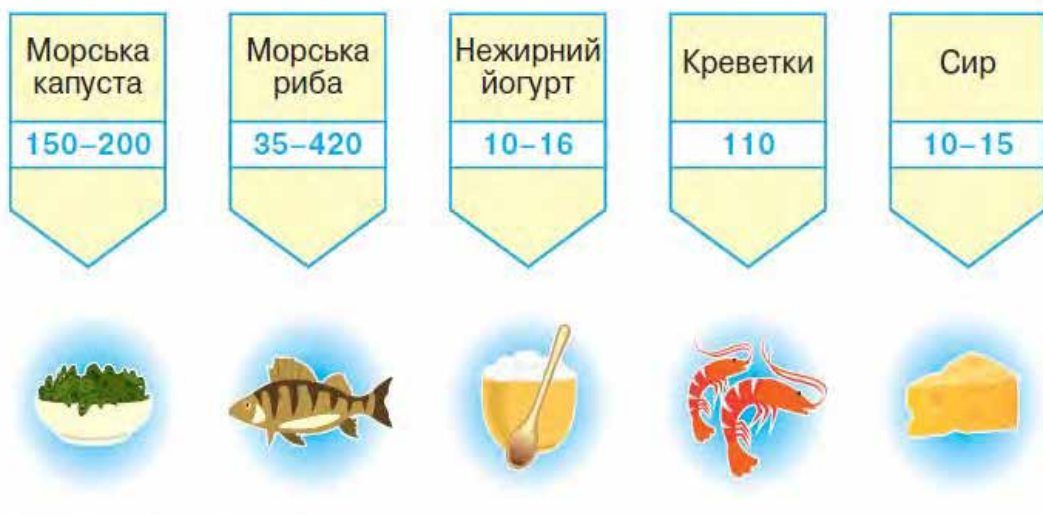 Морська
капуста
150–200
Морська
риба
35–420
Нежирний
йогурт
10–16
Креветки
110
Сир
10–15